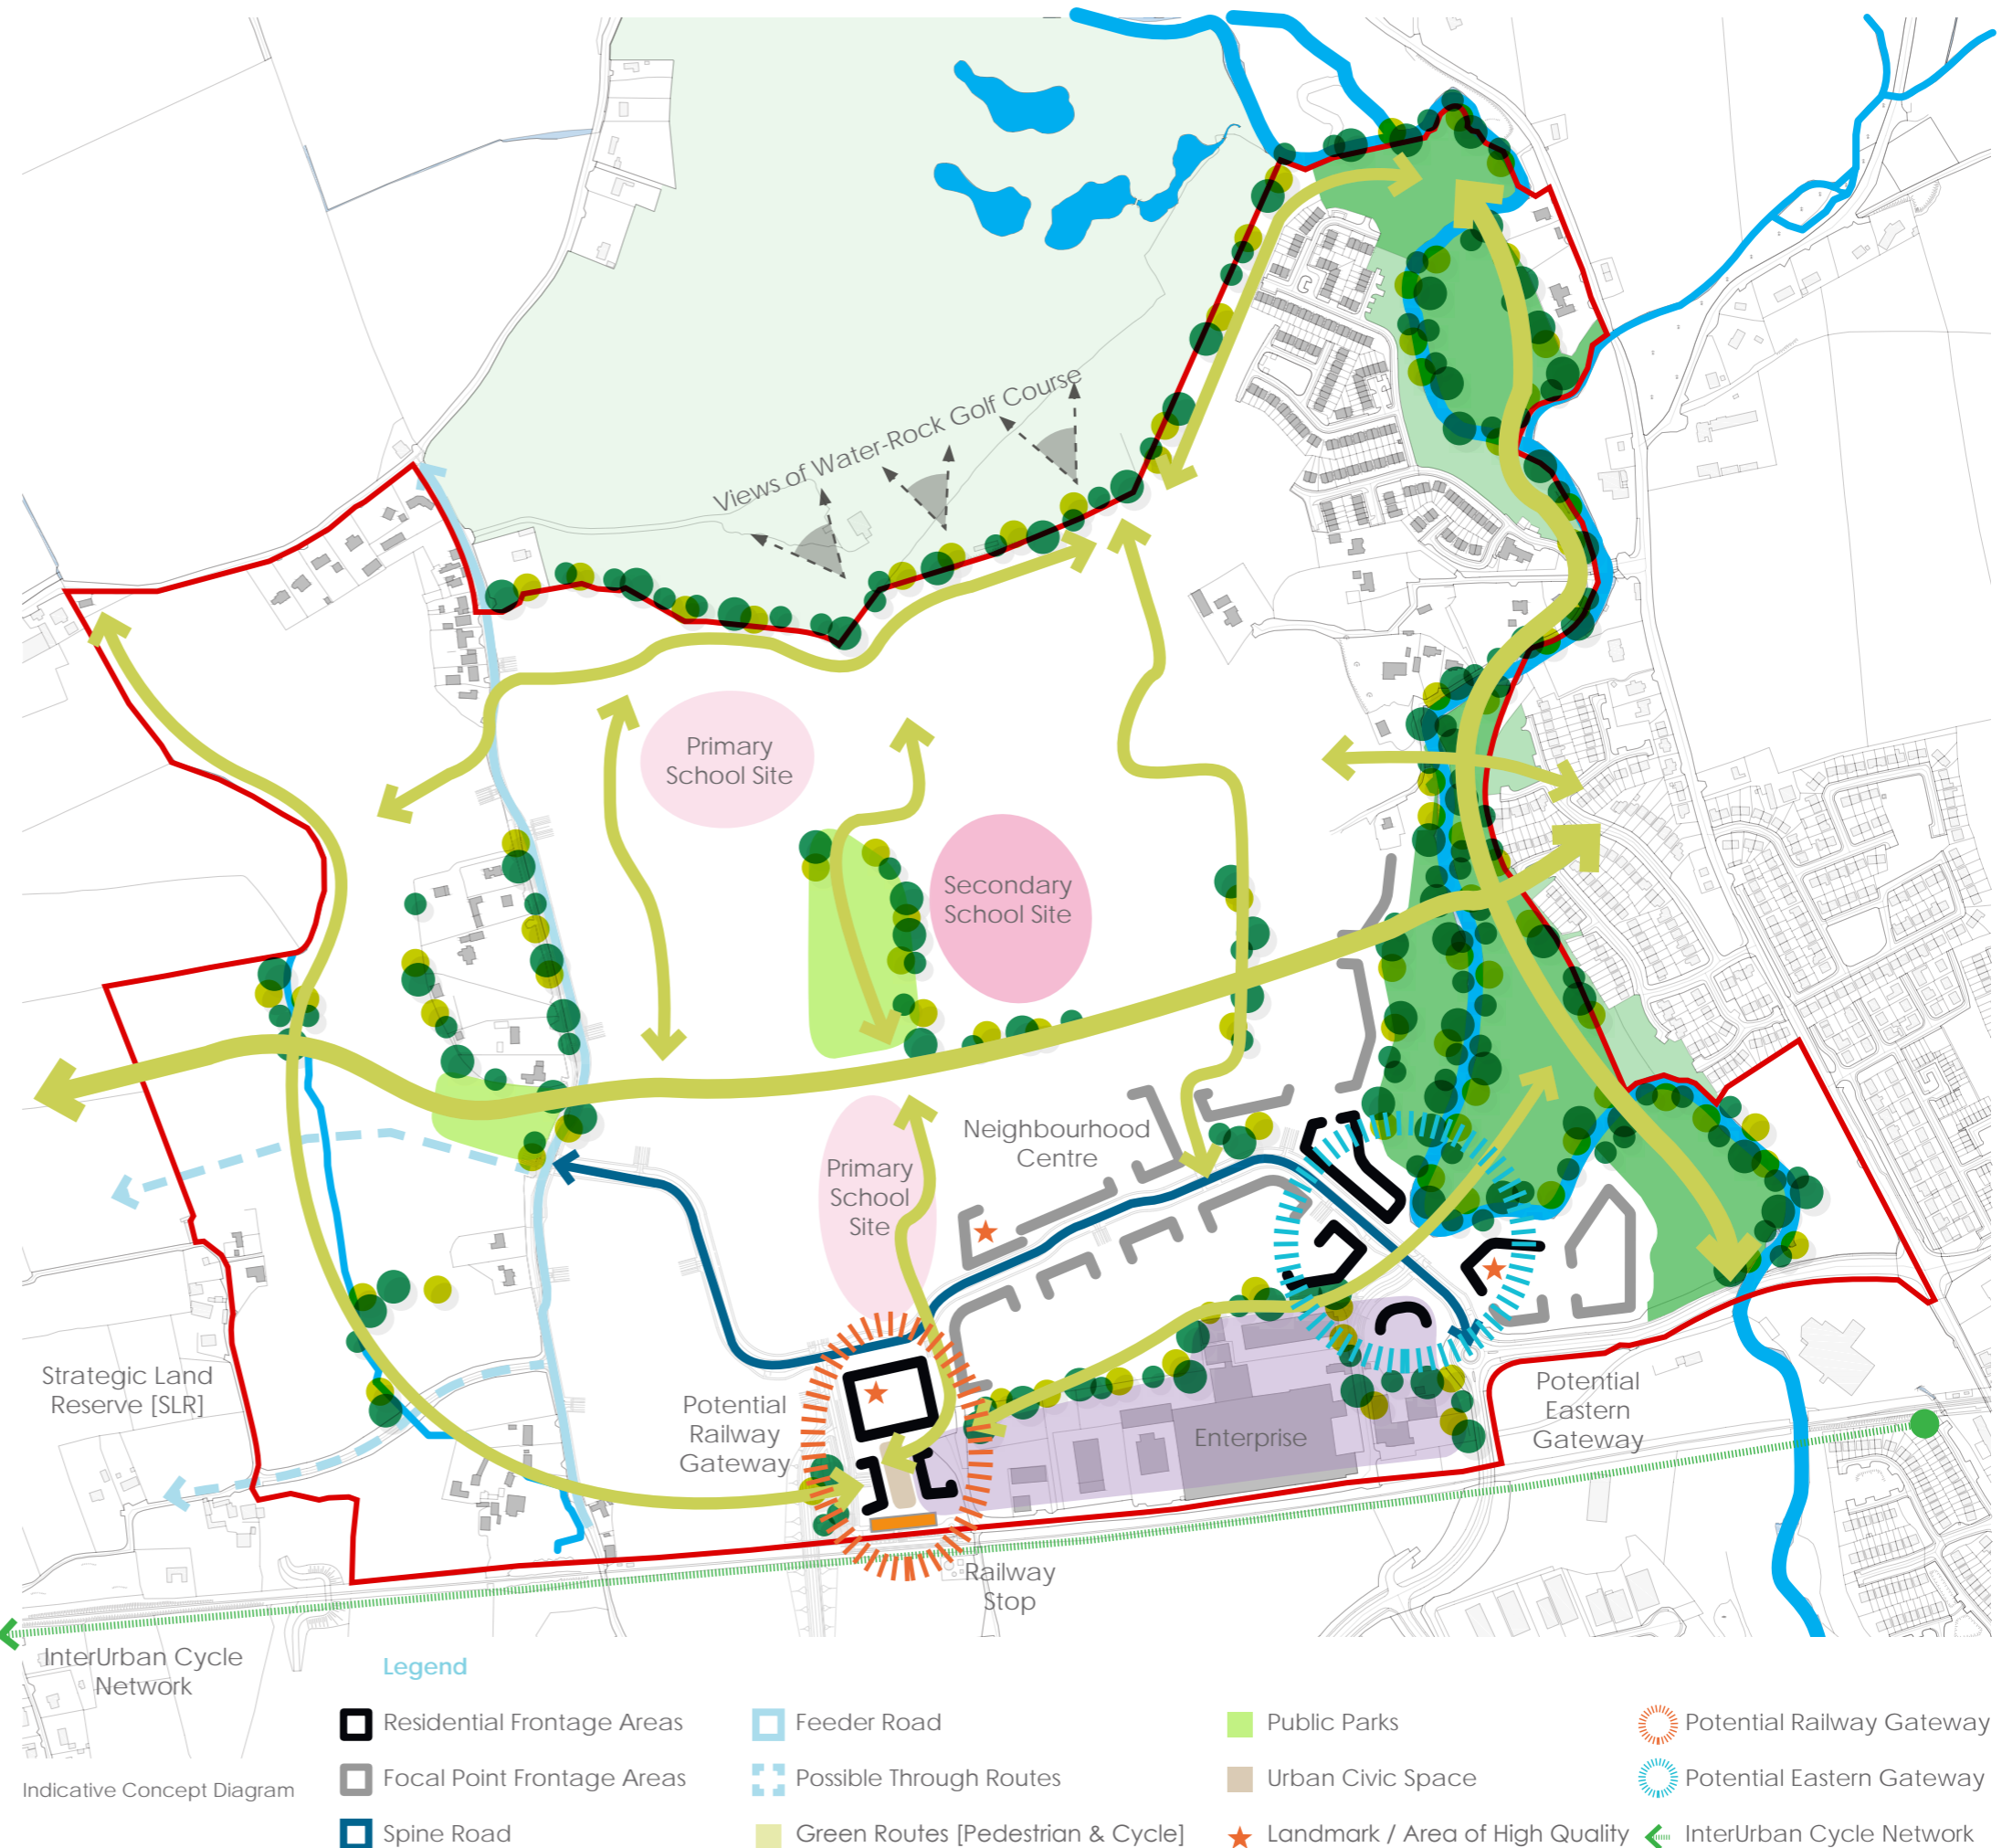 Views of Water-Rock Golf Course
Primary
School Site
Secondary
School Site
Neighbourhood
Centre
Primary
School
Site
Strategic Land
Reserve [SLR]
Potential
Railway
Gateway
Enterprise
Potential
Eastern
Gateway
Railway
Stop
InterUrban Cycle
Network
Legend
Residential Frontage Areas
Feeder Road
Public Parks
Potential Railway Gateway
Indicative Concept Diagram
Focal Point Frontage Areas
Possible Through Routes
Urban Civic Space
Potential Eastern Gateway
Spine Road
Green Routes [Pedestrian & Cycle]
Landmark / Area of High Quality
InterUrban Cycle Network